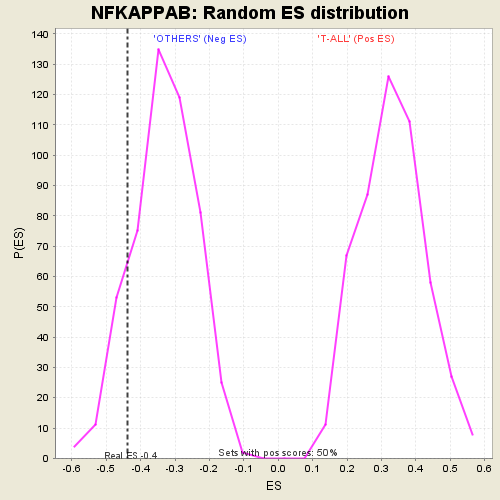 NFKAPPAB: Random ES distribution
'OTHERS' (Neg ES) 'T-ALL' (Pos ES)
140
130
120
110
100
90
80
70
60
50
40
30
20
10
0
P(ES)
Real ES -0.4 Sets with pos scores: 50%
-0.6 -0.5 -0.4 -0.3 -0.2 -0.1 0.0 0.1 0.2 0.3 0.4 0.5 0.6
ES